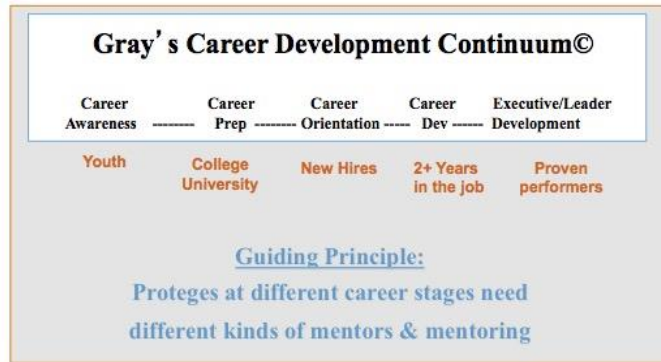 Gray's Career Development Continuum©
Career Career Career Career Executive/Leader
Awareness -------- Prep -------- Orientation ----- Dev ------ Development
Youth College New Hires 2+ Years Proven
University in the job performers
Guiding Principle:
Proteges at different career stages need
different kinds of mentors & mentoring